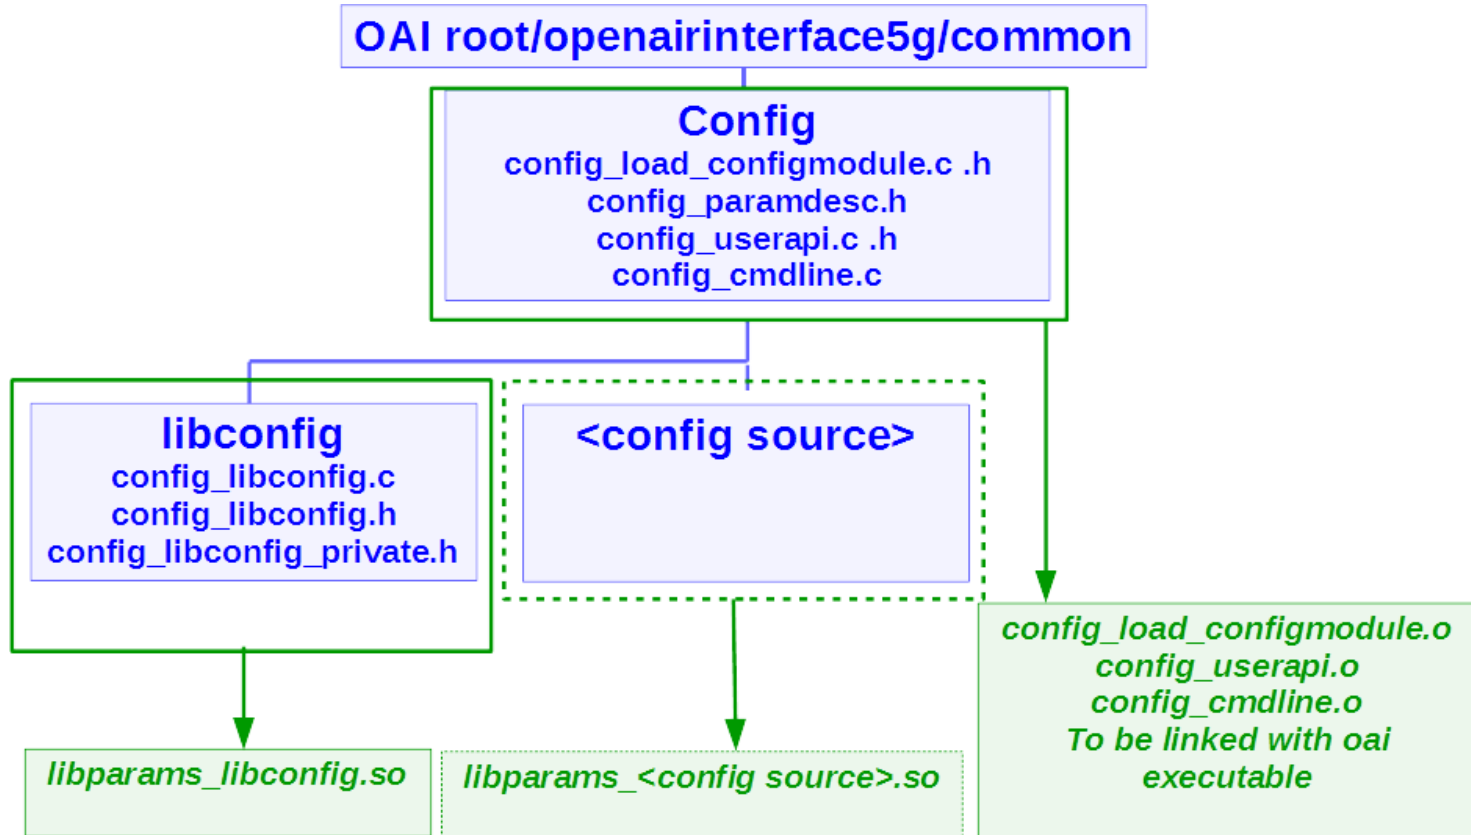 OAI root/openairinterface5g/common
Config
config_load_configmodule.c .h
config_paramdesc.h
config_userapi.c .h
config_cmdline.c
libconfig
config_libconfig.c
config_libconfig.h
config_libconfig_private.h
<config source>
config_load_configmodule.o
config_userapi.o
config_cmdline.o
To be linked with oai
executable
libparams_libconfig.so
libparams_<config source>.so